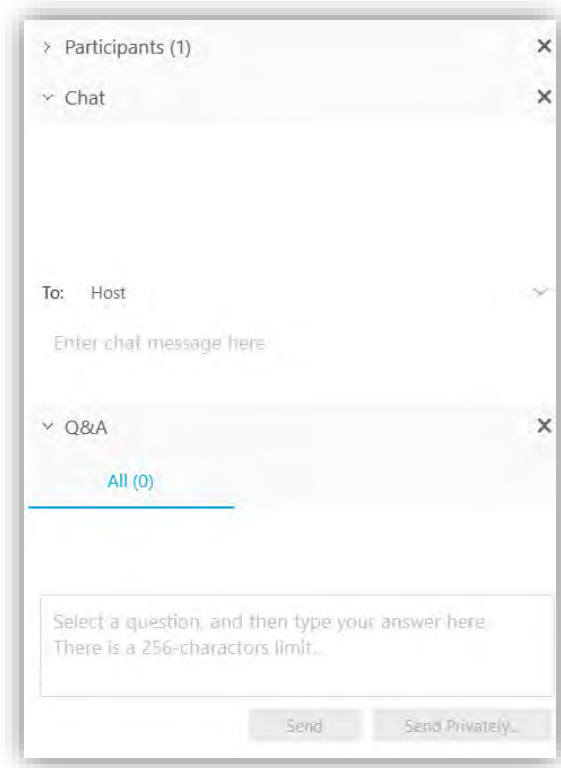 Participants (1)
Chat
To: Host
Enter chat message here
Q&A
All (0)
Select a question, and then type your answer here.
There is a 256-charactors limit.
Send Send Privately...